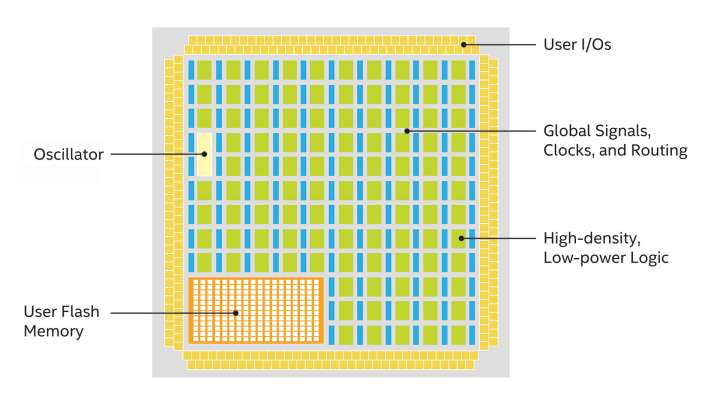 User I/Os
Global Signals,
Clocks, and Routing
Oscillator
High-density,
Low-power Logic
User Flash
Memory